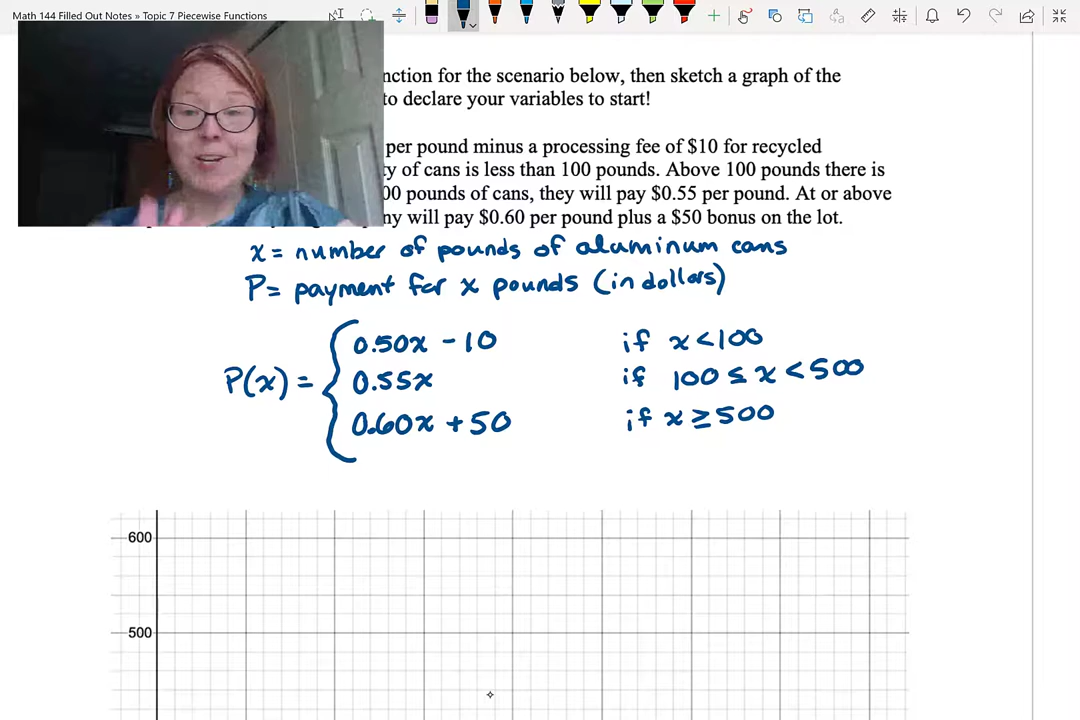 Math 144 Filled Out Notes » Topic 7 Piecewise Functions
nction for the scenario below, then sketch a graph of the
to declare your variables to start!
per pound minus a processing fee of $10 for recycled
ty of cans is less than 100 pounds. Above 100 pounds there is
00 pounds of cans, they will pay $0.55 per pound. At or above
ny will pay $0.60 per pound plus a $50 bonus on the lot.
x = number of pounds of aluminum cans
P = payment for x pounds (in dollars)
0.50x - 10 if x < 100
P(x) = { 0.55x if 100 ≤ x < 500
0.60x + 50 if x ≥ 500
600
500